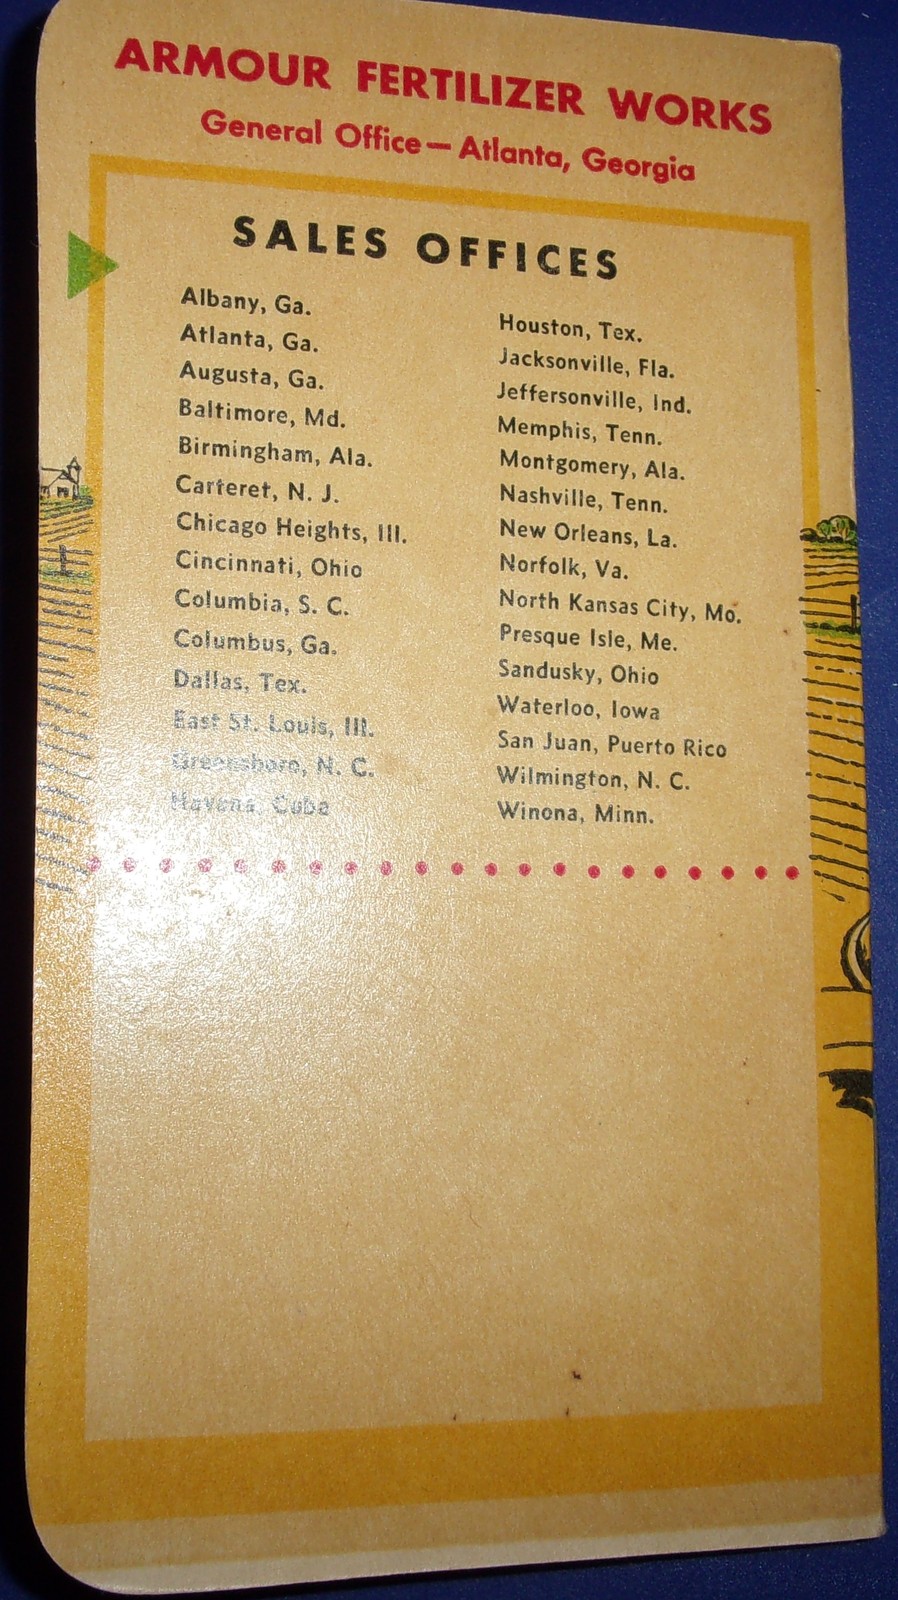 ARMOUR FERTILIZER WORKS
General Office — Atlanta, Georgia
SALES OFFICES
Albany, Ga.
Atlanta, Ga.
Augusta, Ga.
Baltimore, Md.
Birmingham, Ala.
Carteret, N. J.
Chicago Heights, Ill.
Cincinnati, Ohio
Columbia, S. C.
Columbus, Ga.
Dallas, Tex.
East St. Louis, Ill.
Greensboro, N. C.
Havana, Cuba
Houston, Tex.
Jacksonville, Fla.
Jeffersonville, Ind.
Memphis, Tenn.
Montgomery, Ala.
Nashville, Tenn.
New Orleans, La.
Norfolk, Va.
North Kansas City, Mo.
Presque Isle, Me.
Sandusky, Ohio
Waterloo, Iowa
San Juan, Puerto Rico
Wilmington, N. C.
Winona, Minn.